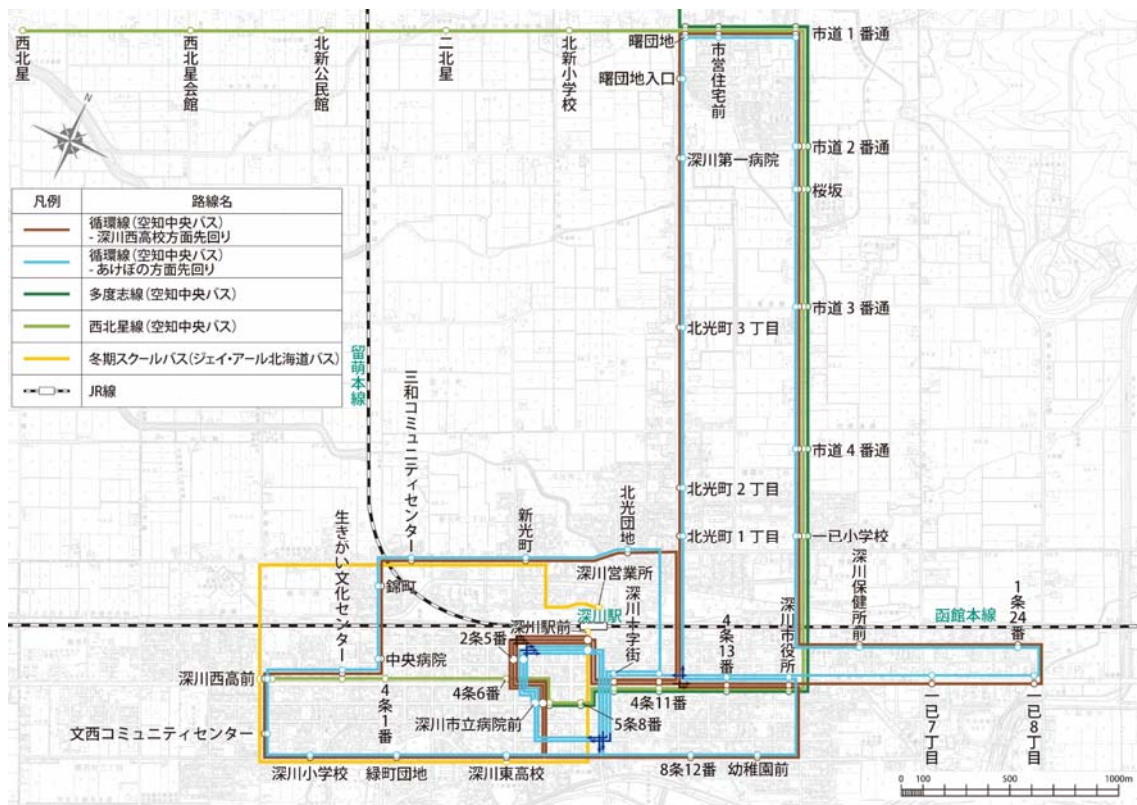 西北星
西北星会館
北新公民館
二北星
北新小学校
曙団地
市営住宅前
市道1番通
曙団地入口
N
市道2番通
深川第一病院
桜坂
凡例
路線名
循環線(空知中央バス)
- 深川西高校方面先回り
循環線(空知中央バス)
- あけぼの方面先回り
多度志線(空知中央バス)
西北星線(空知中央バス)
冬期スクールバス(ジェイ・アール北海道バス)
JR線
留萌本線
市道3番通
北光町3丁目
三和コミュニティセンター
市道4番通
北光町2丁目
北光団地
新光町
生きがい文化センター
北光町1丁目
一已小学校
深川保健所前
1条24番
深川営業所
錦町
深川駅
深川十字街
4条13番
深川市役所
函館本線
深川駅前
2条5番
中央病院
深川西高前
4条1番
4条6番
4条11番
一已7丁目
一已8丁目
深川市立病院前
5条8番
文西コミュニティセンター
深川小学校
緑町団地
深川東高校
8条12番
幼稚園前
0 100 500 1000m